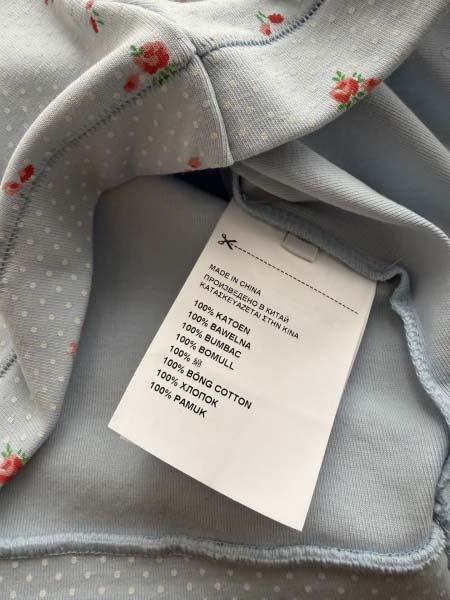 MADE IN CHINA
ПРОИЗВЕДЕНО В КИТАЙ
ΚΑΤΑΣΚΕΥΑΖΕΤΑΙ ΣΤΗΝ ΚΙΝΑ
100% KATOEN
100% BAWEŁNA
100% BUMBAC
100% BOMULL
100% 綿
100% BÔNG COTTON
100% ХЛОПОК
100% PAMUK